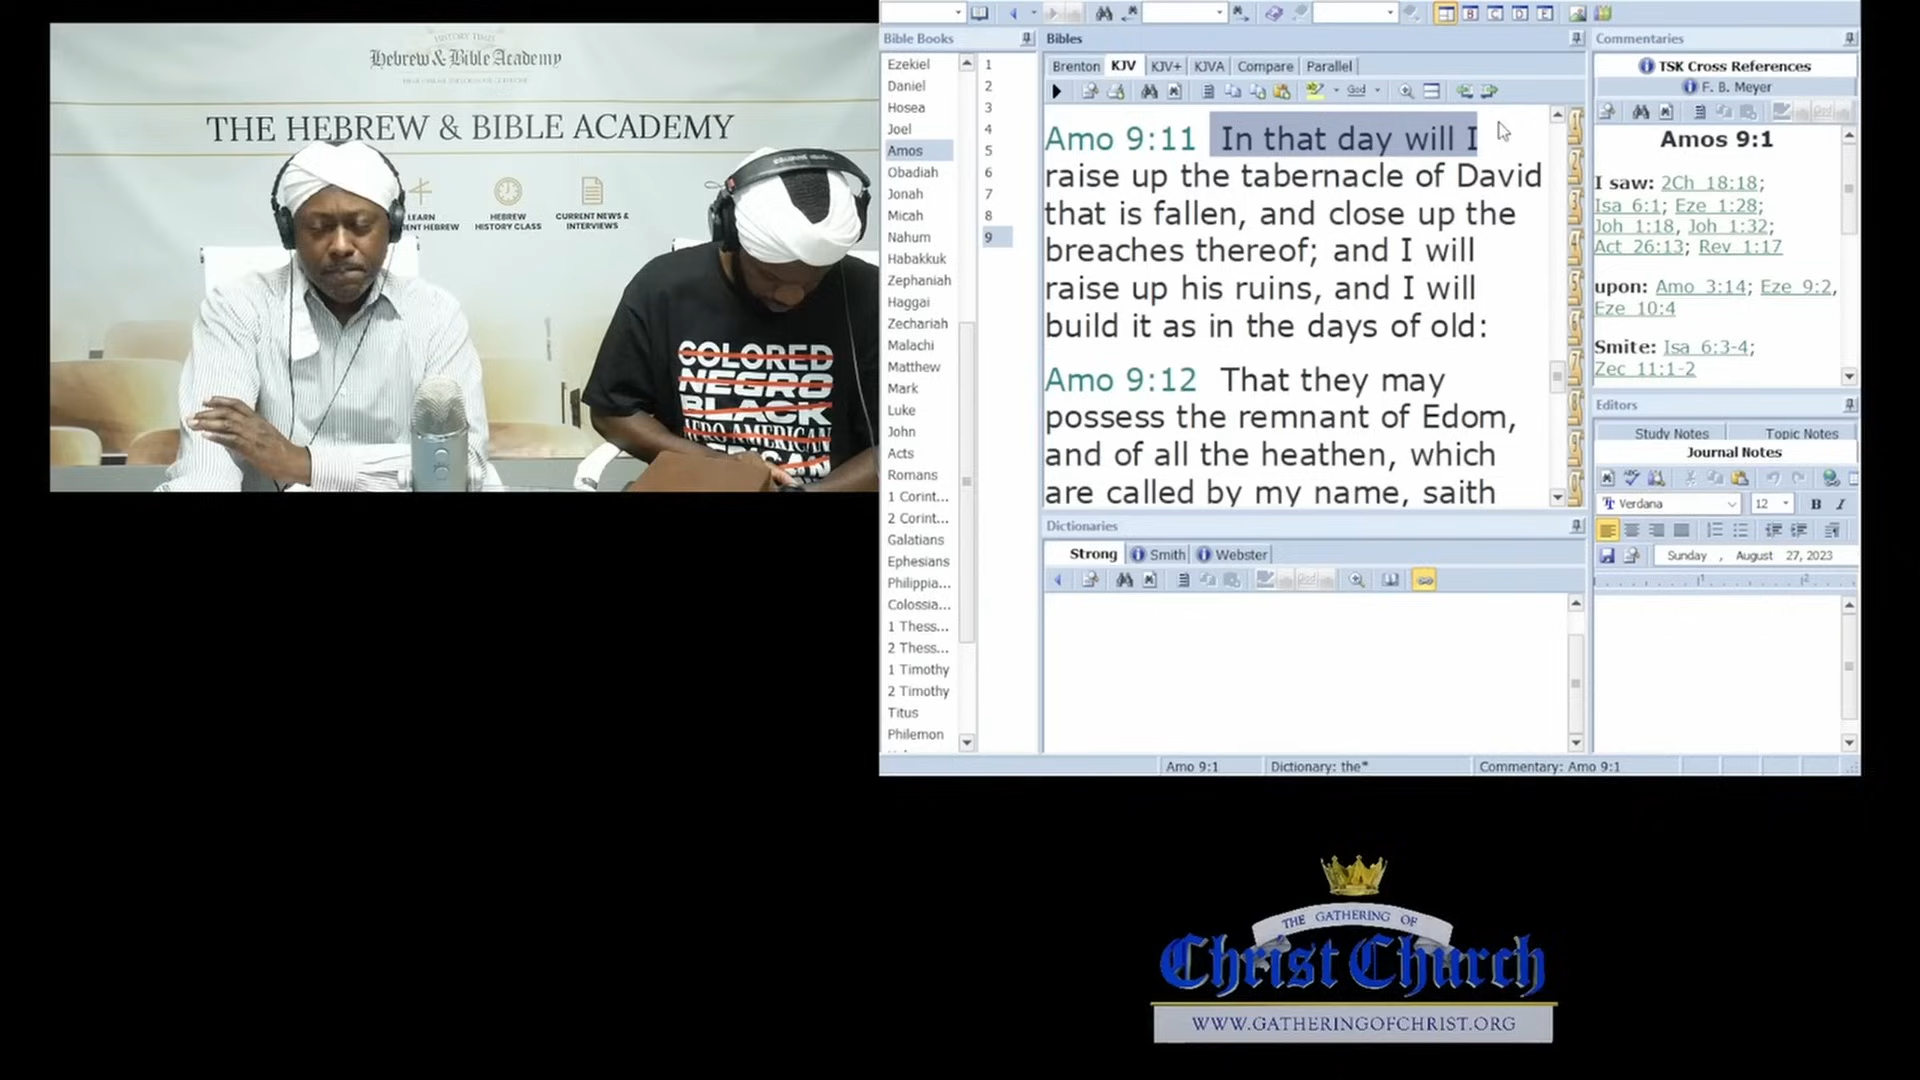 HISTORY TIMES
Hebrew & Bible Academy
THE HEBREW & BIBLE ACADEMY
LEARN
HEBREW
HISTORY CLASS
CURRENT NEWS &
INTERVIEWS
COLORED
NEGRO
BLACK
AFRO AMERICAN
Bible Books
Ezekiel
Daniel
Hosea
Joel
Amos
Obadiah
Jonah
Micah
Nahum
Habakkuk
Zephaniah
Haggai
Zechariah
Malachi
Matthew
Mark
Luke
John
Acts
Romans
1 Corint...
2 Corint...
Galatians
Ephesians
Philippia...
Colossia...
1 Thess...
2 Thess...
1 Timothy
2 Timothy
Titus
Philemon
1
2
3
4
5
6
7
8
9
Bibles
Brenton KJV KJV+ KJVA Compare Parallel
Amo 9:11 In that day will I
raise up the tabernacle of David
that is fallen, and close up the
breaches thereof; and I will
raise up his ruins, and I will
build it as in the days of old:
Amo 9:12 That they may
possess the remnant of Edom,
and of all the heathen, which
are called by my name, saith
Dictionaries
Strong Smith Webster
Commentaries
TSK Cross References
F. B. Meyer
Amos 9:1
I saw: 2Ch 18:18;
Isa 6:1; Eze 1:28;
Joh 1:18, Joh 1:32;
Act 26:13; Rev 1:17
upon: Amo 3:14; Eze 9:2,
Eze 10:4
Smite: Isa 6:3-4;
Zec 11:1-2
Editors
Study Notes Topic Notes
Journal Notes
Verdana 12 B I
Sunday , August 27, 2023
Amo 9:1 Dictionary: the* Commentary: Amo 9:1
THE GATHERING OF
Christ Church
WWW.GATHERINGOFCHRIST.ORG